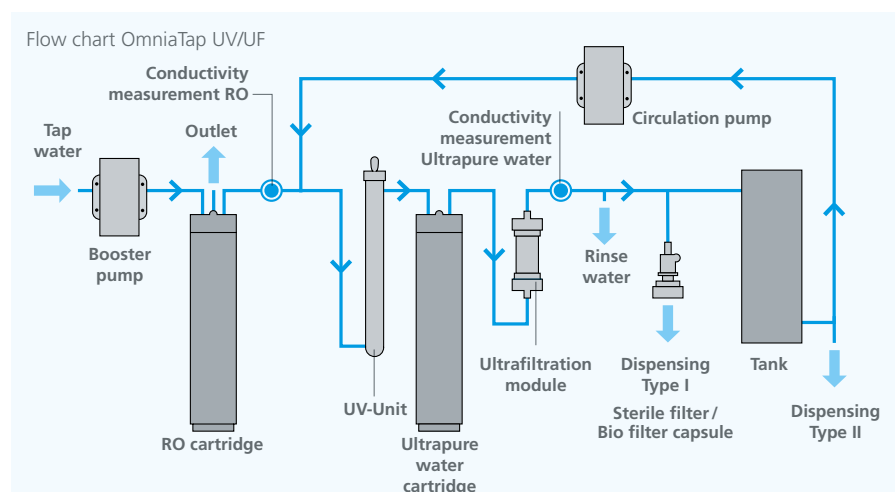 Flow chart OmniaTap UV/UF
Conductivity
measurement RO
Tap
water
Outlet
Conductivity
measurement
Ultrapure water
Circulation pump
Booster
pump
Rinse
water
Ultrafiltration
module
Dispensing
Type I
Sterile filter /
Bio filter capsule
Tank
Dispensing
Type II
UV-Unit
RO cartridge
Ultrapure
water
cartridge